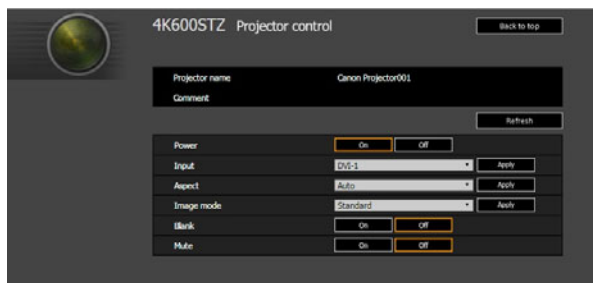 4K600STZ Projector control Back to top
Projector name Canon Projector001
Comment
Refresh
Power On Off
Input DVI-1 Apply
Aspect Auto Apply
Image mode Standard Apply
Blank On Off
Mute On Off